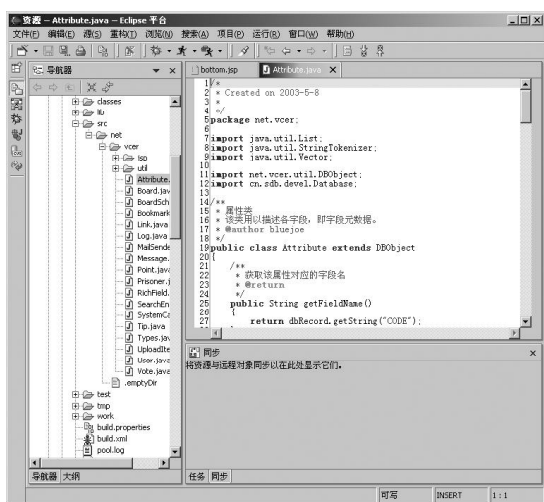 资源 - Attribute.java - Eclipse 平台
文件(F) 编辑(E) 源(S) 重构(T) 浏览(N) 搜索(A) 项目(P) 运行(R) 窗口(W) 帮助(H)
导航器
classes
src
net
vcer
isp
util
Attribute.
Board.jav
BoardSch
Bookmark
Link.java
Log.java
MailSende
Message.
Point.java
Prisoner.j
RichField.
SearchEn
SystemCa
Tip.java
Types.jav
UploadIte
User.java
Vote.java
.emptyDir
test
tmp
work
build.properties
build.xml
pool.log
导航器 大纲
bottom.jsp Attribute.java
1 /*
2 * Created on 2003-5-8
3 *
4 */
5 package net.vcer;
6
7 import java.util.List;
8 import java.util.StringTokenizer;
9 import java.util.Vector;
10
11 import net.vcer.util.DBObject;
12 import cn.sdb.devel.Database;
13
14 /**
15 * 属性类
16 * 该类用以描述各字段，即字段元数据。
17 * @author bluejoe
18 */
19 public class Attribute extends DBObject
20 {
21 /**
22 * 获取该属性对应的字段名
23 * @return
24 */
25 public String getFieldName()
26 {
27 return dbRecord.getString("CODE");
同步
将资源与远程对象同步以在此处显示它们。
任务 同步
可写 INSERT 1 : 1